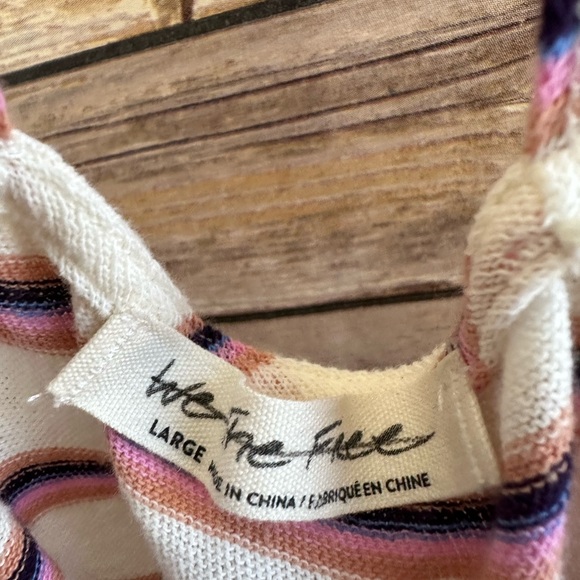 We The Free
LARGE MADE IN CHINA / FABRIQUÉ EN CHINE